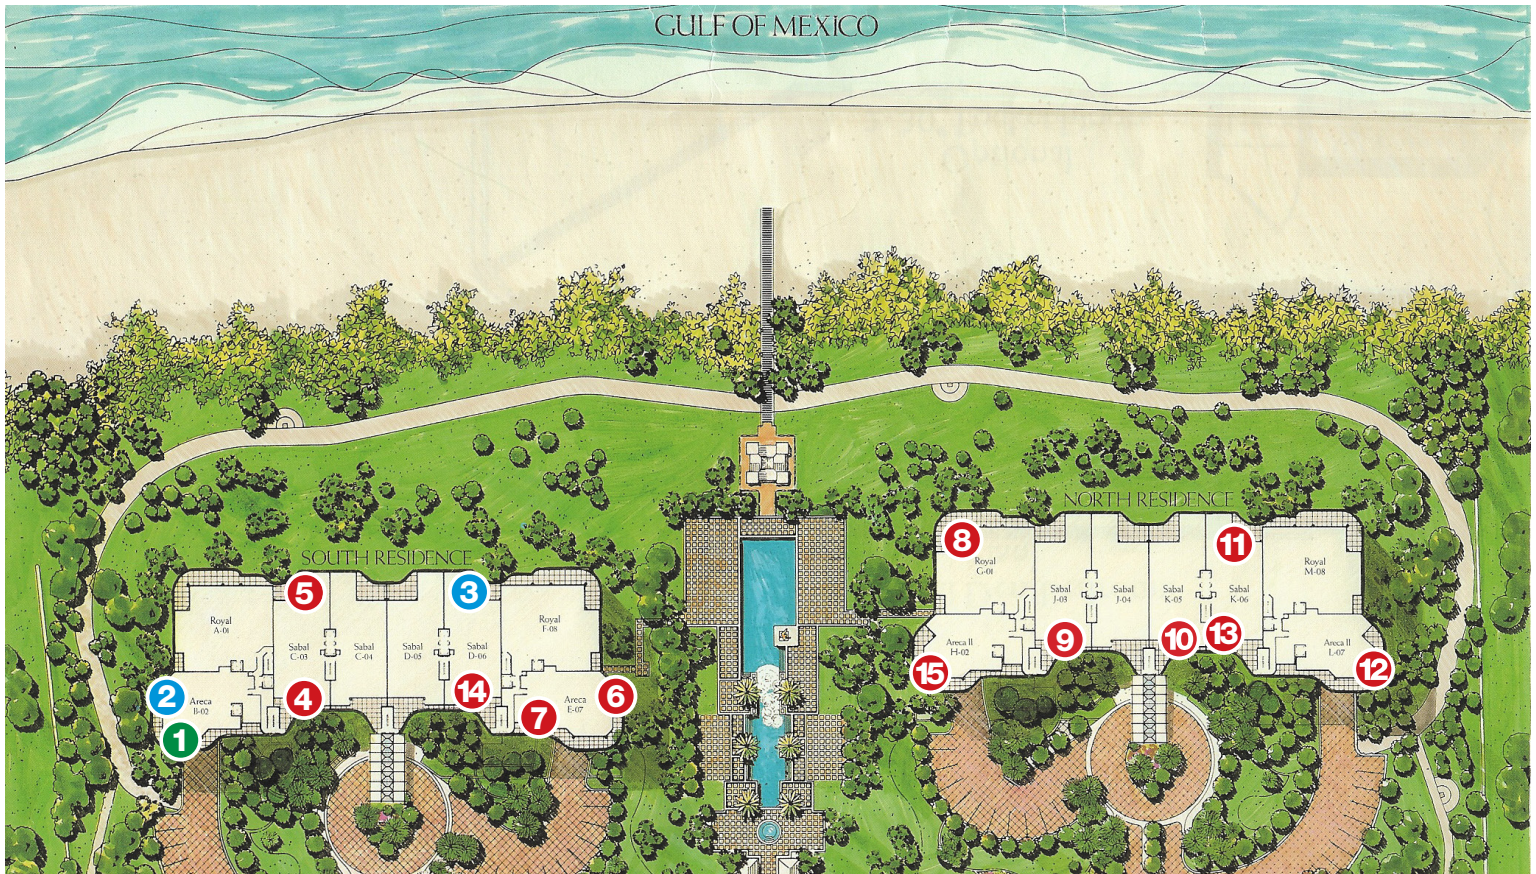 GULF OF MEXICO
NORTH RESIDENCE
SOUTH RESIDENCE
5
3
Royal
A-01
Sabal
C-03
Sabal
C-04
Sabal
D-05
Sabal
D-06
Royal
F-08
2
Areca
B-02
1
4
14
7
Areca
E-07
6
8
Royal
G-01
Sabal
J-03
Sabal
J-04
Sabal
K-05
11
Sabal
K-06
Royal
M-08
Areca II
H-02
15
9
10
13
Areca II
L-07
12